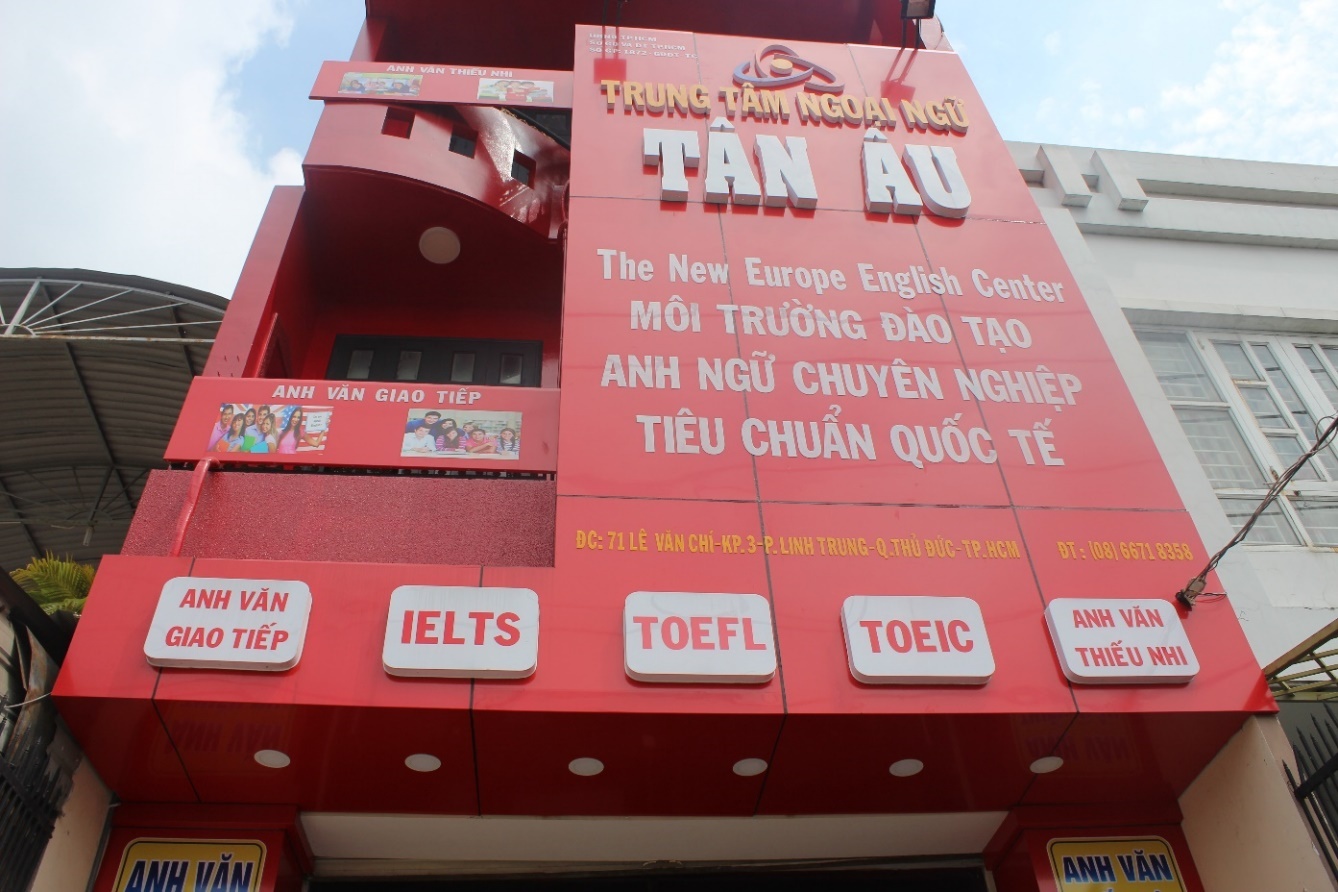 ANH VĂN THIẾU NHI
TRUNG TÂM NGOẠI NGỮ
TÂN ÂU
The New Europe English Center
MÔI TRƯỜNG ĐÀO TẠO
ANH NGỮ CHUYÊN NGHIỆP
TIÊU CHUẨN QUỐC TẾ
ANH VĂN GIAO TIẾP
ĐC: 71 LÊ VĂN CHÍ-KP.3-P.LINH TRUNG-Q.THỦ ĐỨC-TP.HCM
ĐT: (08) 6671 8358
ANH VĂN
GIAO TIẾP
IELTS
TOEFL
TOEIC
ANH VĂN
THIẾU NHI
ANH VĂN
ANH VĂN